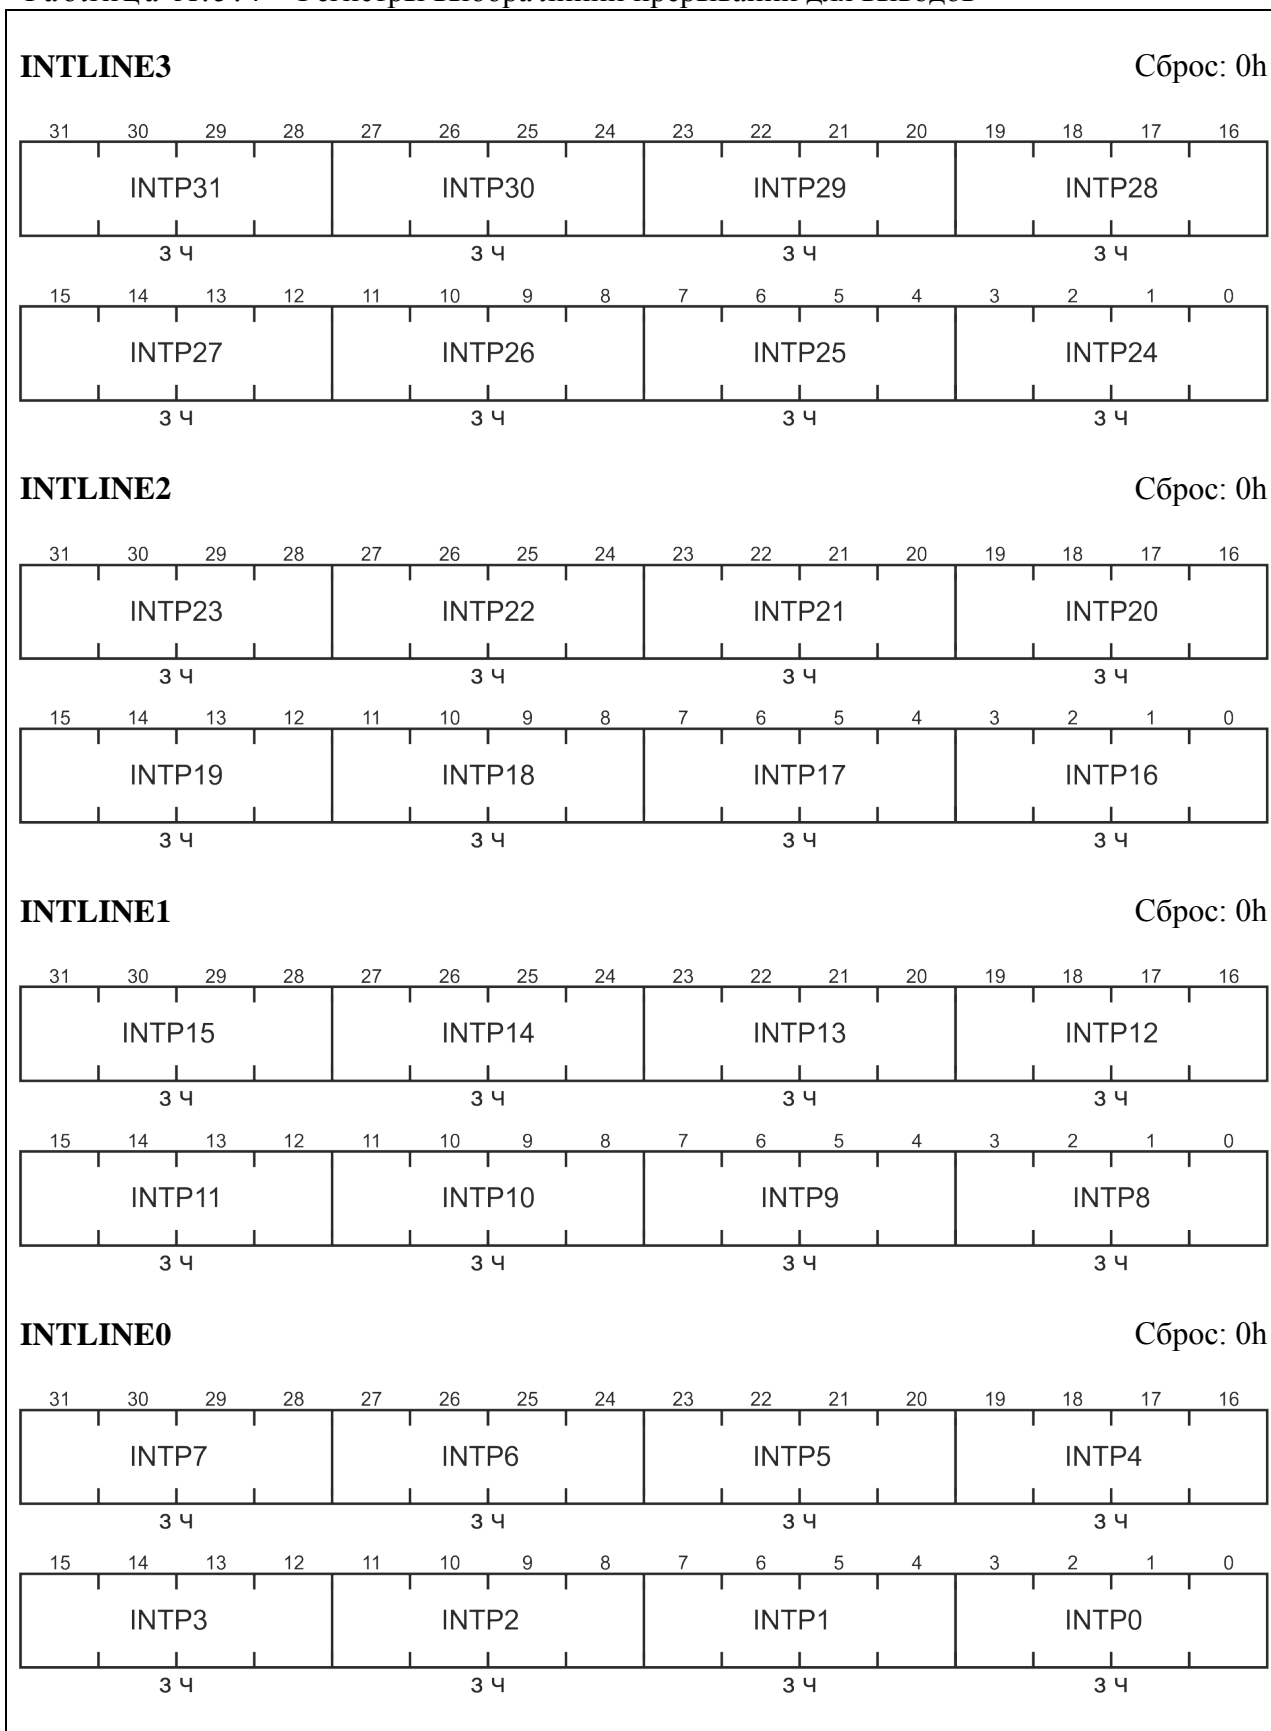 INTLINE3 Сброс: 0h
31 30 29 28 27 26 25 24 23 22 21 20 19 18 17 16
INTP31 INTP30 INTP29 INTP28
З Ч З Ч З Ч З Ч
15 14 13 12 11 10 9 8 7 6 5 4 3 2 1 0
INTP27 INTP26 INTP25 INTP24
З Ч З Ч З Ч З Ч
INTLINE2 Сброс: 0h
31 30 29 28 27 26 25 24 23 22 21 20 19 18 17 16
INTP23 INTP22 INTP21 INTP20
З Ч З Ч З Ч З Ч
15 14 13 12 11 10 9 8 7 6 5 4 3 2 1 0
INTP19 INTP18 INTP17 INTP16
З Ч З Ч З Ч З Ч
INTLINE1 Сброс: 0h
31 30 29 28 27 26 25 24 23 22 21 20 19 18 17 16
INTP15 INTP14 INTP13 INTP12
З Ч З Ч З Ч З Ч
15 14 13 12 11 10 9 8 7 6 5 4 3 2 1 0
INTP11 INTP10 INTP9 INTP8
З Ч З Ч З Ч З Ч
INTLINE0 Сброс: 0h
31 30 29 28 27 26 25 24 23 22 21 20 19 18 17 16
INTP7 INTP6 INTP5 INTP4
З Ч З Ч З Ч З Ч
15 14 13 12 11 10 9 8 7 6 5 4 3 2 1 0
INTP3 INTP2 INTP1 INTP0
З Ч З Ч З Ч З Ч